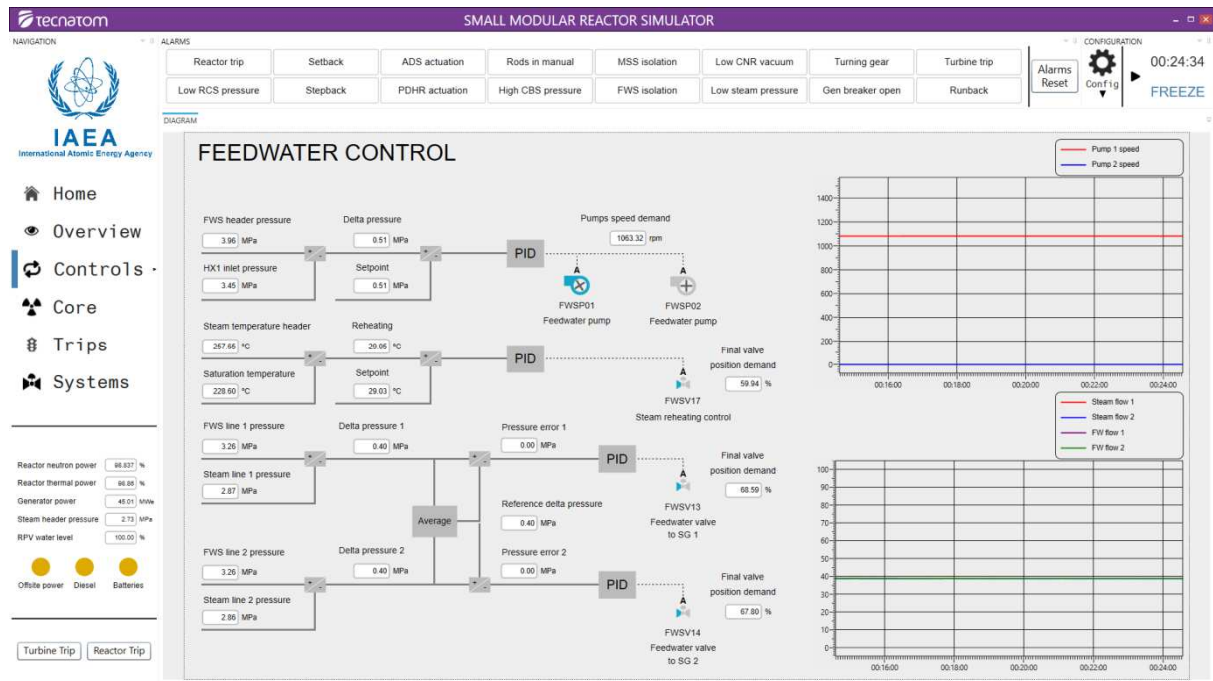 tecnatom
SMALL MODULAR REACTOR SIMULATOR
NAVIGATION
ALARMS
CONFIGURATION
Reactor trip
Setback
ADS actuation
Rods in manual
MSS isolation
Low CNR vacuum
Turning gear
Turbine trip
Low RCS pressure
Stepback
PDHR actuation
High CBS pressure
FWS isolation
Low steam pressure
Gen breaker open
Runback
Alarms
Reset
Config
00:24:34
FREEZE
IAEA
International Atomic Energy Agency
Home
Overview
Controls
Core
Trips
Systems
Reactor neutron power %
Reactor thermal power %
Generator power 45.01 MWe
Steam header pressure 2.73 MPa
RPV water level 100.00 %
Offsite power
Diesel
Batteries
Turbine Trip
Reactor Trip
DIAGRAM
FEEDWATER CONTROL
FWS header pressure
3.96 MPa
Delta pressure
0.51 MPa
Pumps speed demand
1063.32 rpm
+ -
+ -
PID
HX1 inlet pressure
3.45 MPa
Setpoint
0.51 MPa
A
A
FWSP01
Feedwater pump
FWSP02
Feedwater pump
Steam temperature header
257.66 °C
Reheating
°C
+ -
+ -
PID
Final valve
position demand
59.94 %
Saturation temperature
228.60 °C
Setpoint
29.03 °C
A
FWSV17
Steam reheating control
FWS line 1 pressure
3.26 MPa
Delta pressure 1
0.40 MPa
Pressure error 1
0.00 MPa
+ -
+ -
PID
Final valve
position demand
68.59 %
Steam line 1 pressure
2.87 MPa
A
FWSV13
Feedwater valve
to SG 1
Average
Reference delta pressure
0.40 MPa
FWS line 2 pressure
3.26 MPa
Delta pressure 2
0.40 MPa
Pressure error 2
0.00 MPa
+ -
+ -
PID
Final valve
position demand
67.80 %
Steam line 2 pressure
2.86 MPa
A
FWSV14
Feedwater valve
to SG 2
Pump 1 speed
Pump 2 speed
1400
1200
1000
800
600
400
200
0
00:16:00
00:18:00
00:20:00
00:22:00
00:24:00
Steam flow 1
Steam flow 2
FW flow 1
FW flow 2
100
90
80
70
60
50
40
30
20
10
0
00:16:00
00:18:00
00:20:00
00:22:00
00:24:00